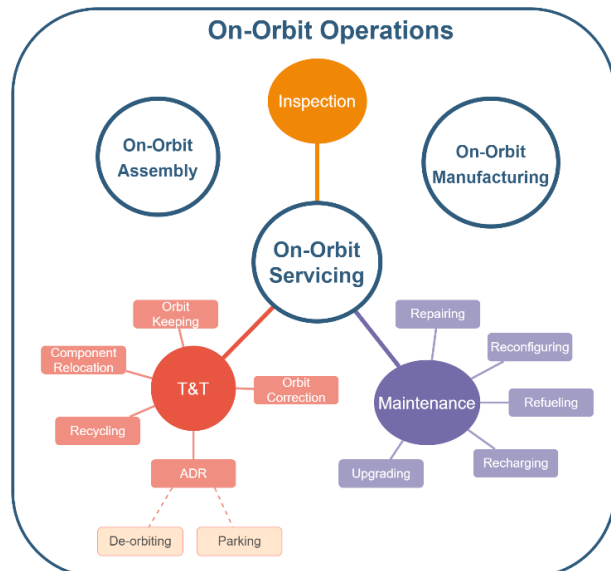 On-Orbit Operations
Inspection
On-Orbit
Assembly
On-Orbit
Manufacturing
On-Orbit
Servicing
Orbit
Keeping
Component
Relocation
T&T
Orbit
Correction
Recycling
ADR
De-orbiting
Parking
Repairing
Reconfiguring
Maintenance
Refueling
Recharging
Upgrading